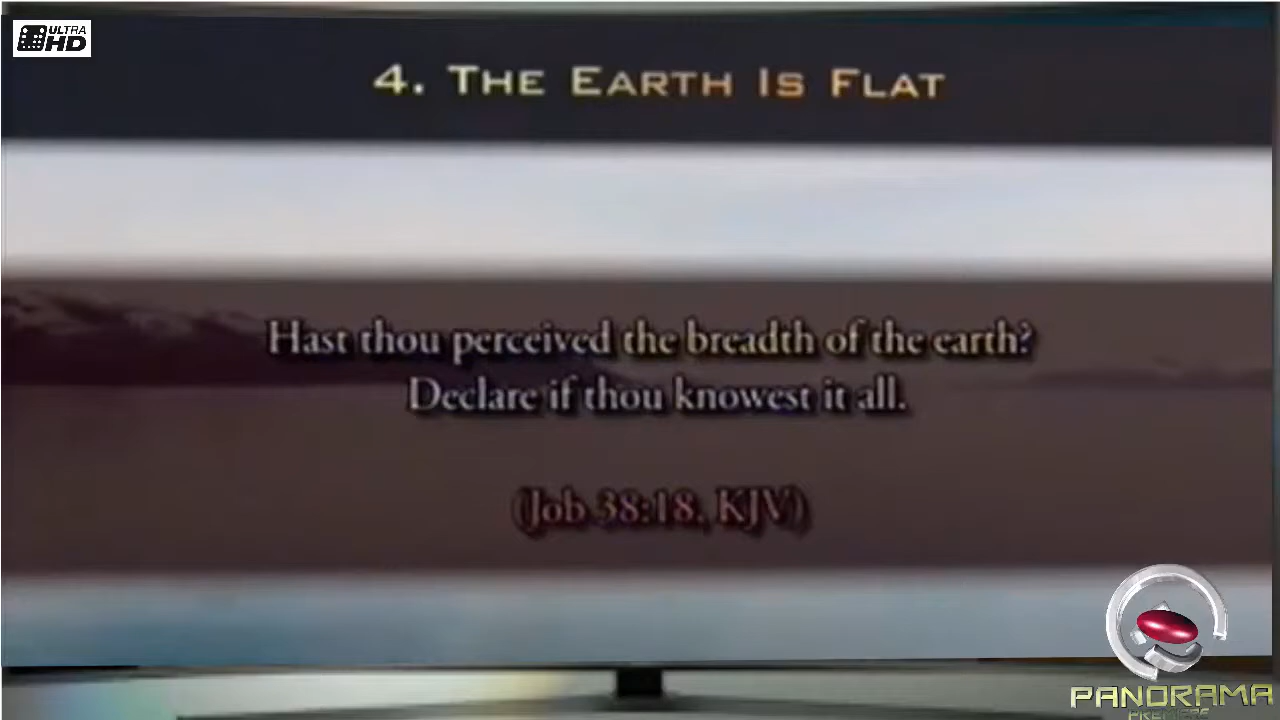 ULTRA
HD
4. THE EARTH IS FLAT
Hast thou perceived the breadth of the earth?
Declare if thou knowest it all.
(Job 38:18, KJV)
PANORAMA
PREMIERE